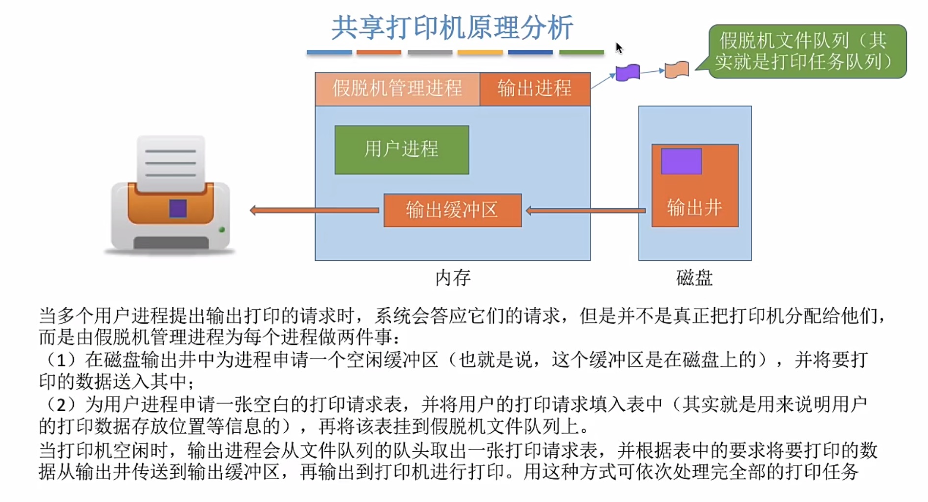 共享打印机原理分析
假脱机文件队列（其
实就是打印任务队列）
假脱机管理进程
输出进程
用户进程
输出缓冲区
输出井
内存
磁盘
当多个用户进程提出输出打印的请求时，系统会答应它们的请求，但是并不是真正把打印机分配给他们，
而是由假脱机管理进程为每个进程做两件事：
（1）在磁盘输出井中为进程申请一个空闲缓冲区（也就是说，这个缓冲区是在磁盘上的），并将要打
印的数据送入其中；
（2）为用户进程申请一张空白的打印请求表，并将用户的打印请求填入表中（其实就是用来说明用户
的打印数据存放位置等信息的），再将该表挂到假脱机文件队列上。
当打印机空闲时，输出进程会从文件队列的队头取出一张打印请求表，并根据表中的要求将要打印的数
据从输出井传送到输出缓冲区，再输出到打印机进行打印。用这种方式可依次处理完全部的打印任务